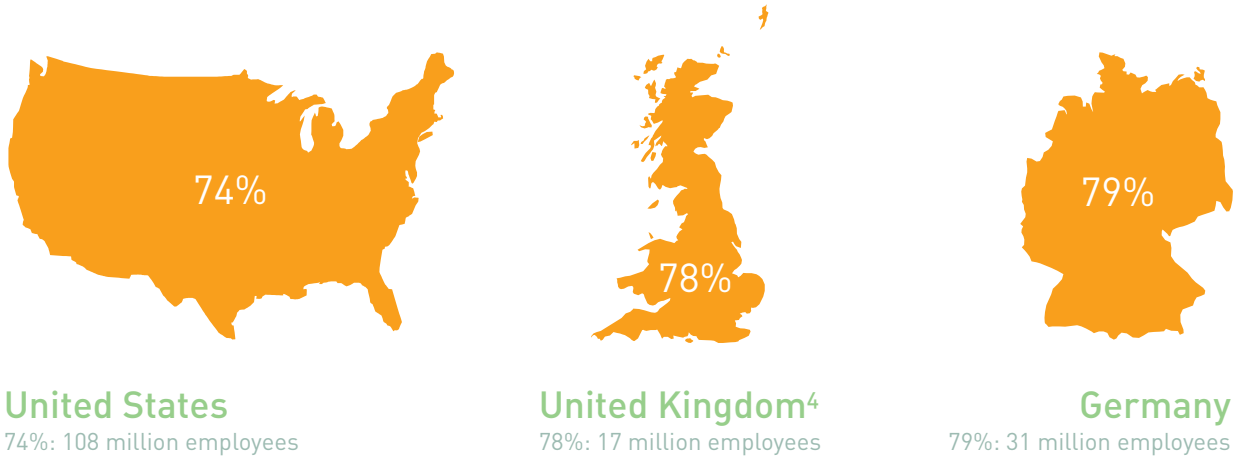 74%
78%
79%
United States
74%: 108 million employees
United Kingdom⁴
78%: 17 million employees
Germany
79%: 31 million employees